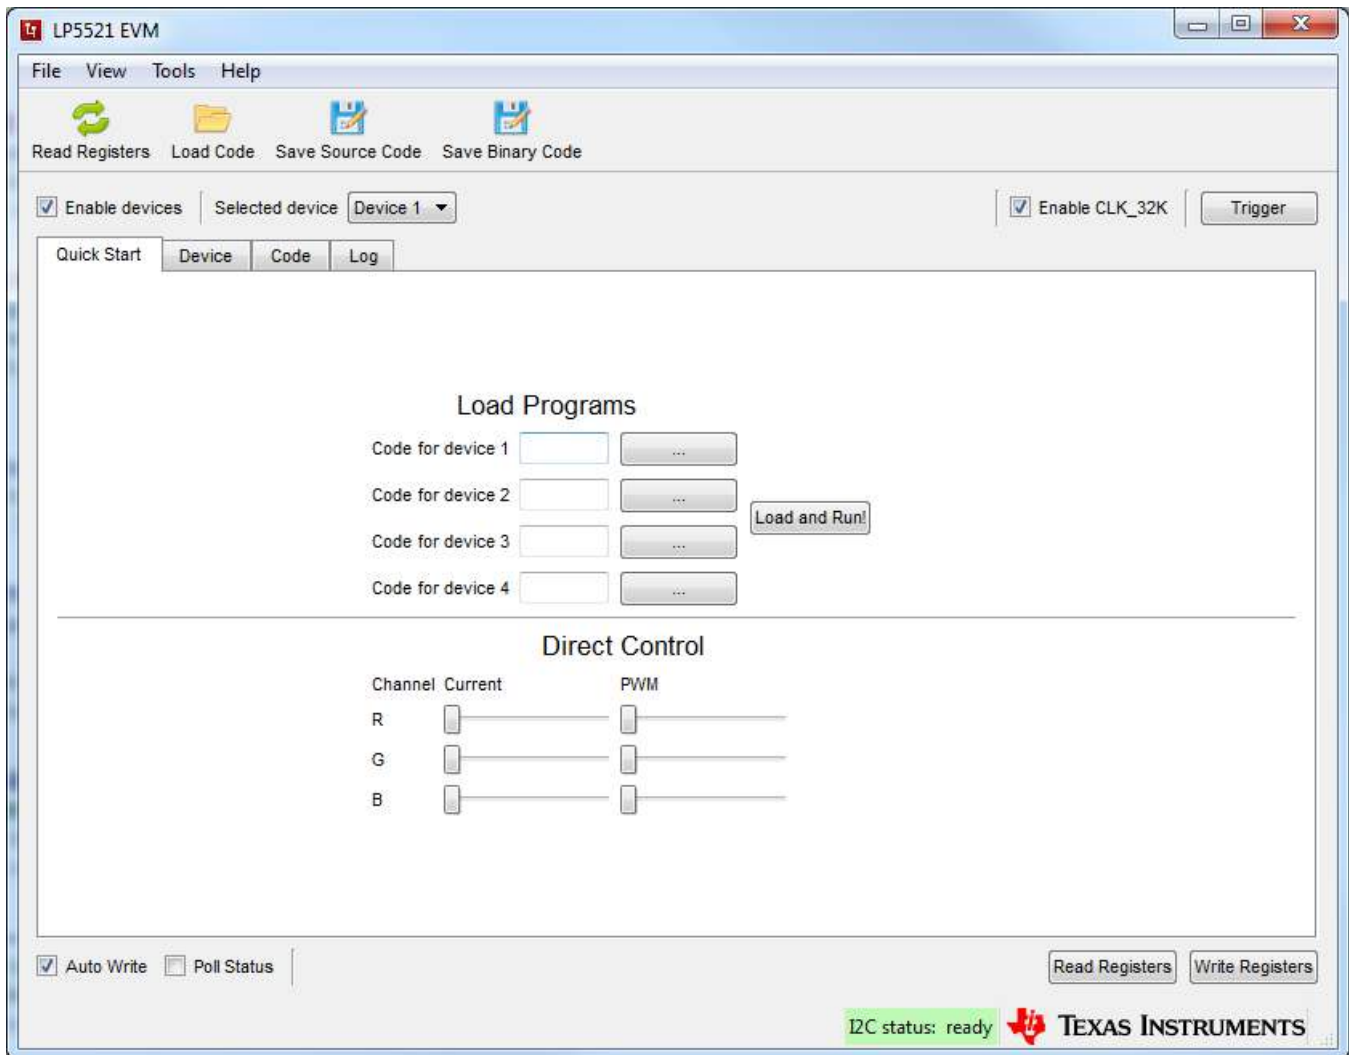 LP5521 EVM
File View Tools Help
Read Registers Load Code Save Source Code Save Binary Code
Enable devices Selected device Device 1 Enable CLK_32K Trigger
Quick Start Device Code Log
Load Programs
Code for device 1 ...
Code for device 2 ...
Load and Run!
Code for device 3 ...
Code for device 4 ...
Direct Control
Channel Current PWM
R
G
B
Auto Write Poll Status Read Registers Write Registers
I2C status: ready TEXAS INSTRUMENTS